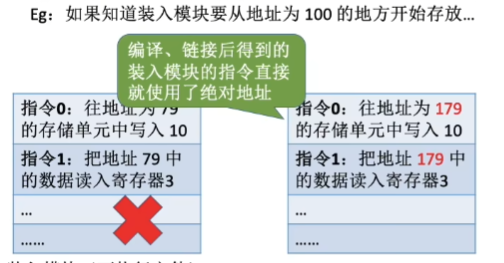 Eg：如果知道装入模块要从地址为 100 的地方开始存放...
编译、链接后得到的
装入模块的指令直接
就使用了绝对地址
指令0：往地址为 79
的存储单元中写入 10
指令1：把地址 79 中
的数据读入寄存器3
...
......
指令0：往地址为 179
的存储单元中写入 10
指令1：把地址 179 中
的数据读入寄存器3
...
......